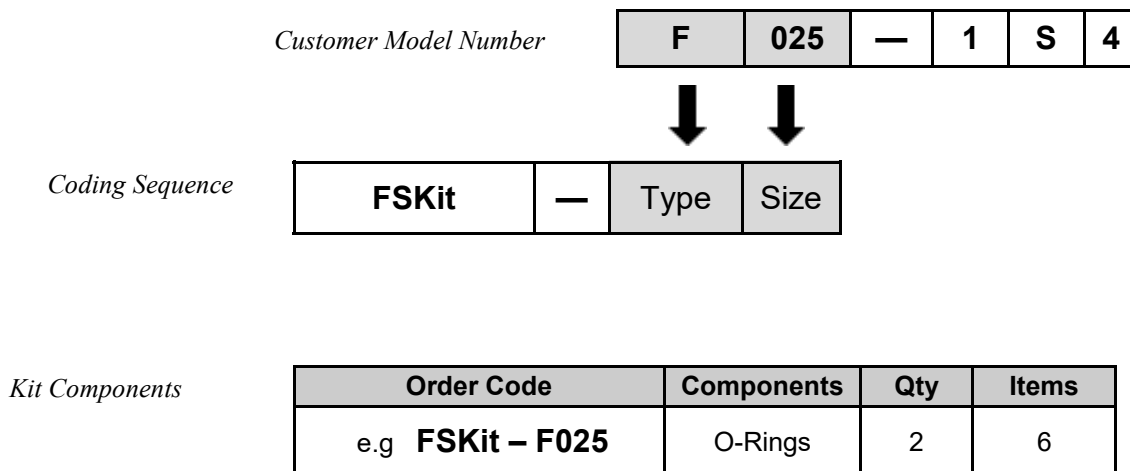 Customer Model Number F 025 — 1 S 4
Coding Sequence FSKit — Type Size
Kit Components Order Code Components Qty Items
e.g FSKit – F025 O-Rings 2 6